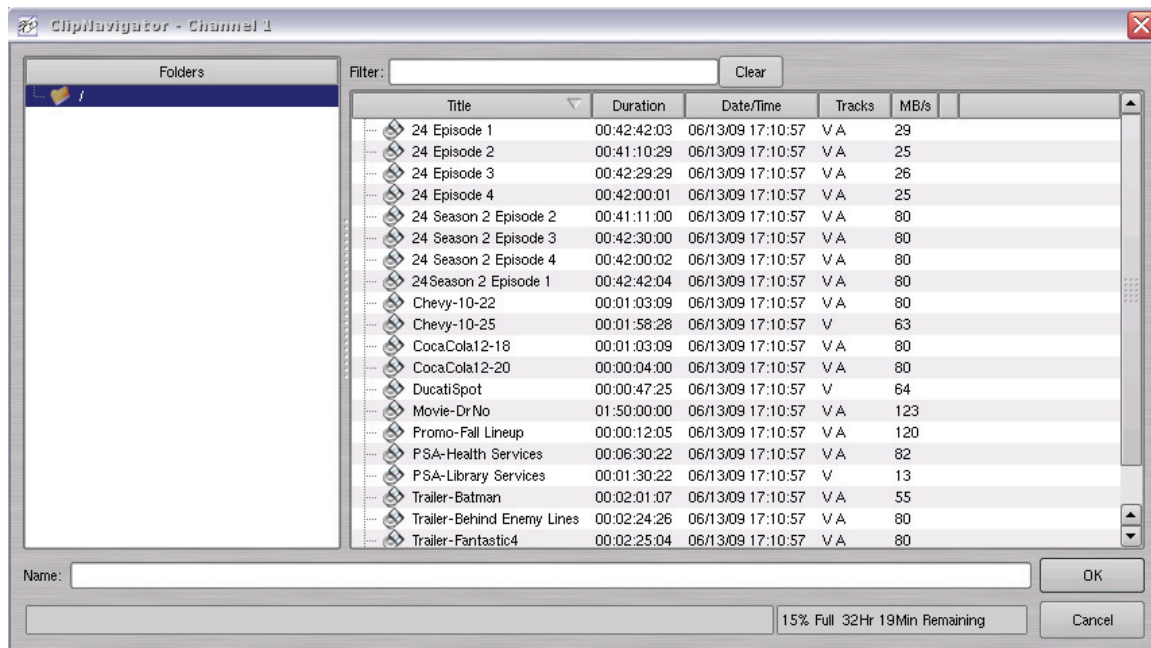 ClipNavigator - Channel 1
Folders
/
Filter: Clear
Title Duration Date/Time Tracks MB/s
24 Episode 1 00:42:42:03 06/13/09 17:10:57 V A 29
24 Episode 2 00:41:10:29 06/13/09 17:10:57 V A 25
24 Episode 3 00:42:29:29 06/13/09 17:10:57 V A 26
24 Episode 4 00:42:00:01 06/13/09 17:10:57 V A 25
24 Season 2 Episode 2 00:41:11:00 06/13/09 17:10:57 V A 80
24 Season 2 Episode 3 00:42:30:00 06/13/09 17:10:57 V A 80
24 Season 2 Episode 4 00:42:00:02 06/13/09 17:10:57 V A 80
24Season 2 Episode 1 00:42:42:04 06/13/09 17:10:57 V A 80
Chevy-10-22 00:01:03:09 06/13/09 17:10:57 V A 80
Chevy-10-25 00:01:58:28 06/13/09 17:10:57 V 63
CocaCola12-18 00:01:03:09 06/13/09 17:10:57 V A 80
CocaCola12-20 00:00:04:00 06/13/09 17:10:57 V A 80
DucatiSpot 00:00:47:25 06/13/09 17:10:57 V 64
Movie-DrNo 01:50:00:00 06/13/09 17:10:57 V A 123
Promo-Fall Lineup 00:00:12:05 06/13/09 17:10:57 V A 120
PSA-Health Services 00:06:30:22 06/13/09 17:10:57 V A 82
PSA-Library Services 00:01:30:22 06/13/09 17:10:57 V 13
Trailer-Batman 00:02:01:07 06/13/09 17:10:57 V A 55
Trailer-Behind Enemy Lines 00:02:24:26 06/13/09 17:10:57 V A 80
Trailer-Fantastic4 00:02:25:04 06/13/09 17:10:57 V A 80
Name: OK
15% Full 32Hr 19Min Remaining Cancel